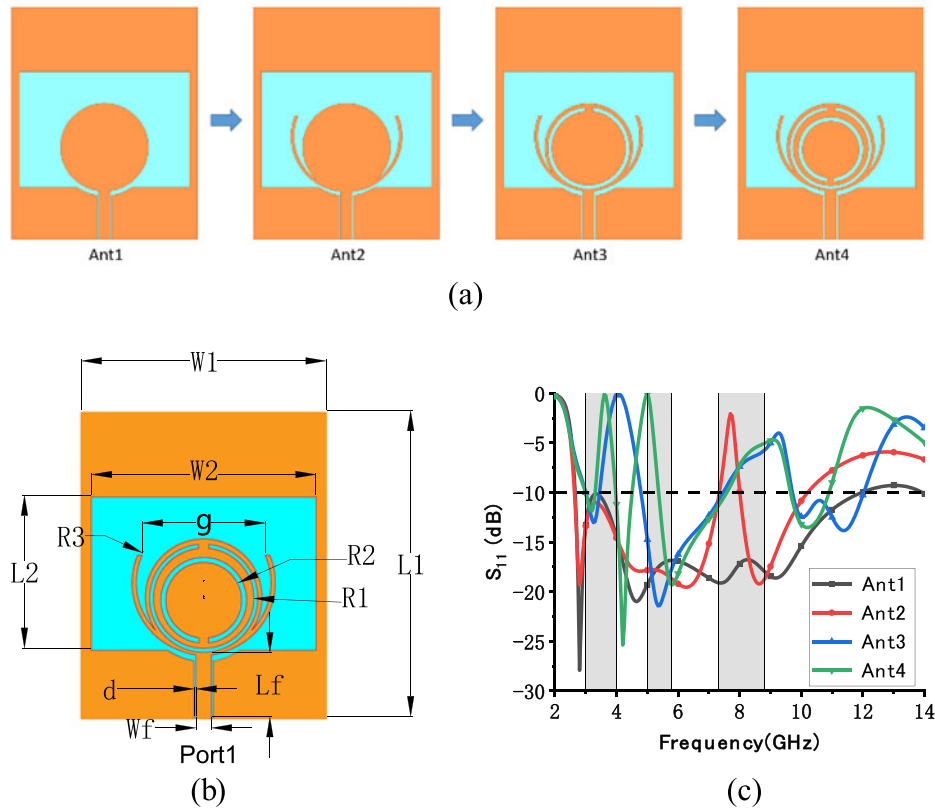 Ant1 Ant2 Ant3 Ant4
(a)
W1
W2
g
R3
R2
L2
L1
R1
d
Lf
Wf
Port1
(b)
0
-5
-10
-15
-20
-25
-30
S11 (dB)
Ant1
Ant2
Ant3
Ant4
2 4 6 8 10 12 14
Frequency(GHz)
(c)